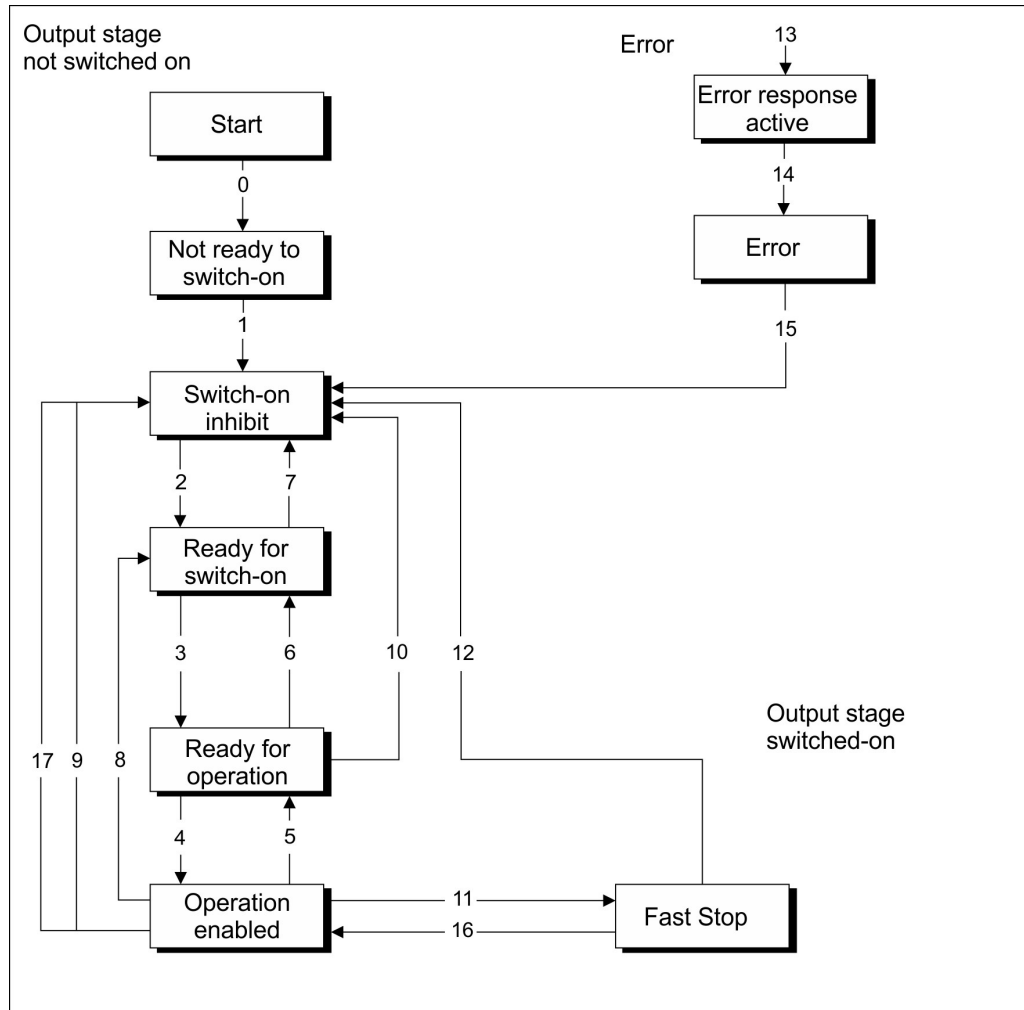 Output stage
not switched on
Error
13
Error response
active
Start
14
0
Not ready to
switch-on
Error
1
15
Switch-on
inhibit
2
7
Ready for
switch-on
3
6
10
12
Output stage
switched-on
Ready for
operation
17
9
8
4
5
Operation
enabled
11
16
Fast Stop